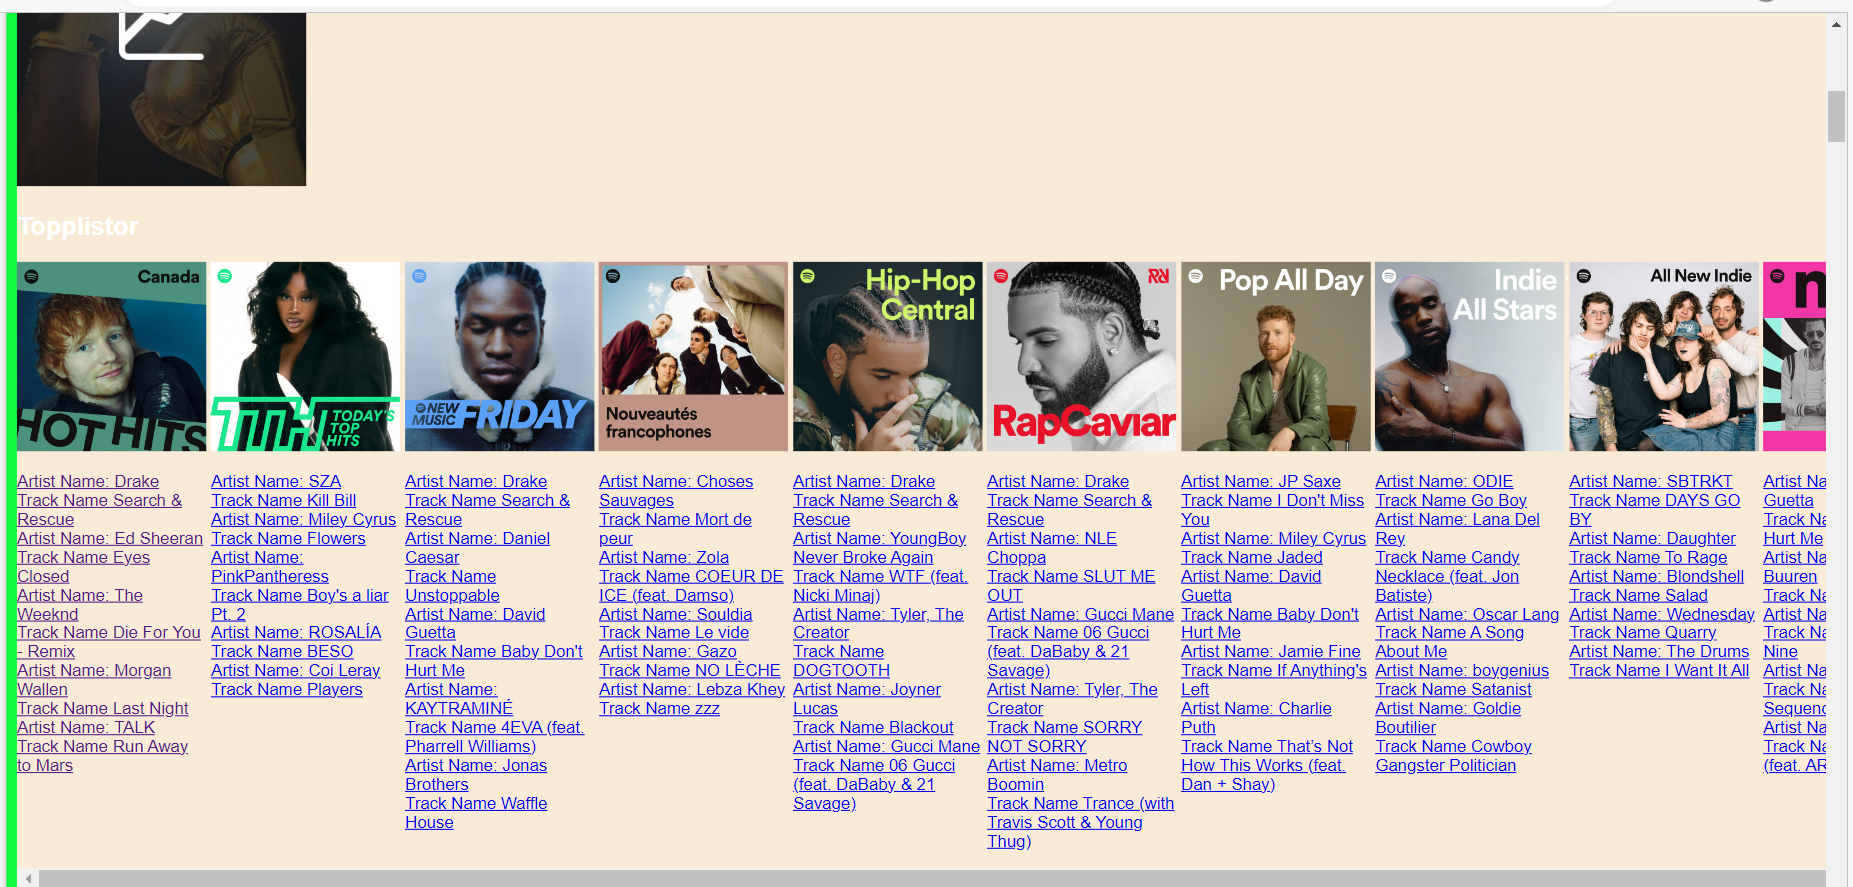 Topplistor
Canada
HOT HITS
TTH
TODAY'S
TOP
HITS
NEW
MUSIC
FRIDAY
Nouveautés
francophones
Hip-Hop
Central
RapCaviar
Pop All Day
Indie
All Stars
All New Indie
Artist Name: Drake
Track Name Search &
Rescue
Artist Name: Ed Sheeran
Track Name Eyes
Closed
Artist Name: The
Weeknd
Track Name Die For You
- Remix
Artist Name: Morgan
Wallen
Track Name Last Night
Artist Name: TALK
Track Name Run Away
to Mars
Artist Name: SZA
Track Name Kill Bill
Artist Name: Miley Cyrus
Track Name Flowers
Artist Name:
PinkPantheress
Track Name Boy's a liar
Pt. 2
Artist Name: ROSALÍA
Track Name BESO
Artist Name: Coi Leray
Track Name Players
Artist Name: Drake
Track Name Search &
Rescue
Artist Name: Daniel
Caesar
Track Name
Unstoppable
Artist Name: David
Guetta
Track Name Baby Don't
Hurt Me
Artist Name:
KAYTRAMINÉ
Track Name 4EVA (feat.
Pharrell Williams)
Artist Name: Jonas
Brothers
Track Name Waffle
House
Artist Name: Choses
Sauvages
Track Name Mort de
peur
Artist Name: Zola
Track Name COEUR DE
ICE (feat. Damso)
Artist Name: Souldia
Track Name Le vide
Artist Name: Gazo
Track Name NO LÈCHE
Artist Name: Lebza Khey
Track Name zzz
Artist Name: Drake
Track Name Search &
Rescue
Artist Name: YoungBoy
Never Broke Again
Track Name WTF (feat.
Nicki Minaj)
Artist Name: Tyler, The
Creator
Track Name
DOGTOOTH
Artist Name: Joyner
Lucas
Track Name Blackout
Artist Name: Gucci Mane
Track Name 06 Gucci
(feat. DaBaby & 21
Savage)
Artist Name: Drake
Track Name Search &
Rescue
Artist Name: NLE
Choppa
Track Name SLUT ME
OUT
Artist Name: Gucci Mane
Track Name 06 Gucci
(feat. DaBaby & 21
Savage)
Artist Name: Tyler, The
Creator
Track Name SORRY
NOT SORRY
Artist Name: Metro
Boomin
Track Name Trance (with
Travis Scott & Young
Thug)
Artist Name: JP Saxe
Track Name I Don't Miss
You
Artist Name: Miley Cyrus
Track Name Jaded
Artist Name: David
Guetta
Track Name Baby Don't
Hurt Me
Artist Name: Jamie Fine
Track Name If Anything's
Left
Artist Name: Charlie
Puth
Track Name That's Not
How This Works (feat.
Dan + Shay)
Artist Name: ODIE
Track Name Go Boy
Artist Name: Lana Del
Rey
Track Name Candy
Necklace (feat. Jon
Batiste)
Artist Name: Oscar Lang
Track Name A Song
About Me
Artist Name: boygenius
Track Name Satanist
Artist Name: Goldie
Boutilier
Track Name Cowboy
Gangster Politician
Artist Name: SBTRKT
Track Name DAYS GO
BY
Artist Name: Daughter
Track Name To Rage
Artist Name: Blondshell
Track Name Salad
Artist Name: Wednesday
Track Name Quarry
Artist Name: The Drums
Track Name I Want It All
Artist
Guetta
Track
Hurt Me
Artist
Buuren
Track
Artist
Track
Nine
Artist
Track
Artist
Track
(feat.